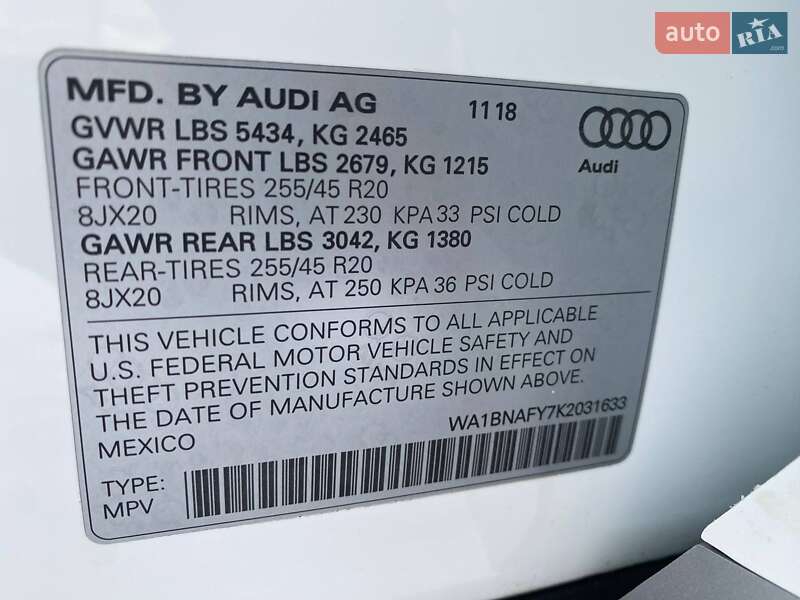 auto RIA
.com
MFD. BY AUDI AG 11 18
GVWR LBS 5434, KG 2465
GAWR FRONT LBS 2679, KG 1215
FRONT-TIRES 255/45 R20
8JX20 RIMS, AT 230 KPA 33 PSI COLD
GAWR REAR LBS 3042, KG 1380
REAR-TIRES 255/45 R20
8JX20 RIMS, AT 250 KPA 36 PSI COLD
Audi
THIS VEHICLE CONFORMS TO ALL APPLICABLE
U.S. FEDERAL MOTOR VEHICLE SAFETY AND
THEFT PREVENTION STANDARDS IN EFFECT ON
THE DATE OF MANUFACTURE SHOWN ABOVE.
MEXICO WA1BNAFY7K2031633
TYPE:
MPV